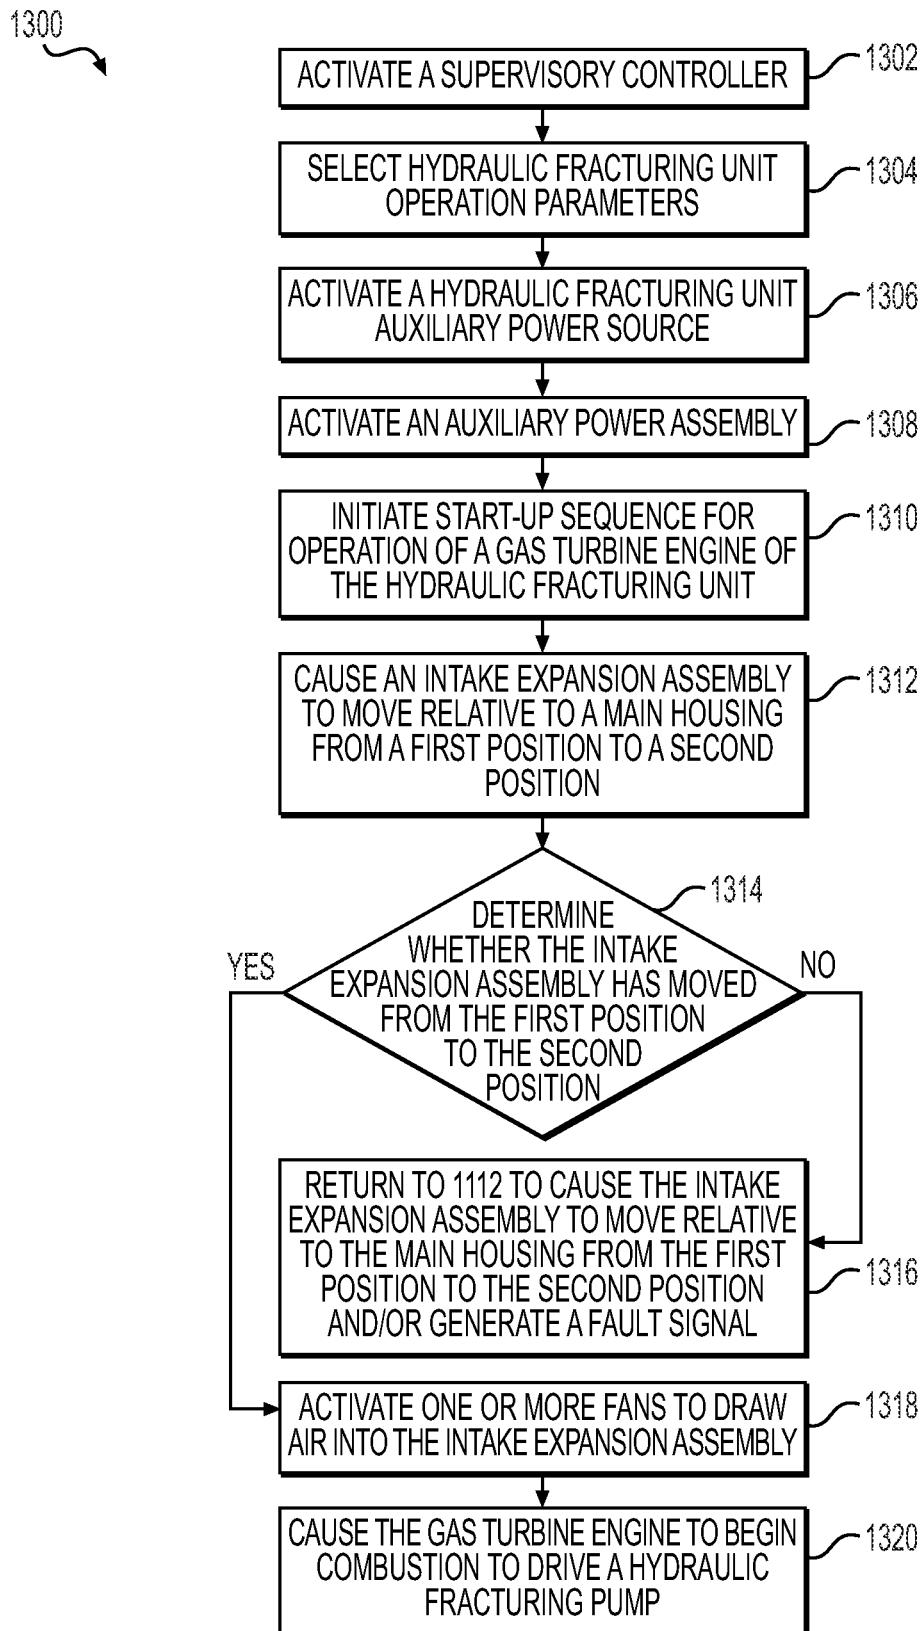 1300
ACTIVATE A SUPERVISORY CONTROLLER
1302
SELECT HYDRAULIC FRACTURING UNIT
OPERATION PARAMETERS
1304
ACTIVATE A HYDRAULIC FRACTURING UNIT
AUXILIARY POWER SOURCE
1306
ACTIVATE AN AUXILIARY POWER ASSEMBLY
1308
INITIATE START-UP SEQUENCE FOR
OPERATION OF A GAS TURBINE ENGINE OF
THE HYDRAULIC FRACTURING UNIT
1310
CAUSE AN INTAKE EXPANSION ASSEMBLY
TO MOVE RELATIVE TO A MAIN HOUSING
FROM A FIRST POSITION TO A SECOND
POSITION
1312
DETERMINE
WHETHER THE INTAKE
EXPANSION ASSEMBLY HAS MOVED
FROM THE FIRST POSITION
TO THE SECOND
POSITION
1314
YES
NO
RETURN TO 1112 TO CAUSE THE INTAKE
EXPANSION ASSEMBLY TO MOVE RELATIVE
TO THE MAIN HOUSING FROM THE FIRST
POSITION TO THE SECOND POSITION
AND/OR GENERATE A FAULT SIGNAL
1316
ACTIVATE ONE OR MORE FANS TO DRAW
AIR INTO THE INTAKE EXPANSION ASSEMBLY
1318
CAUSE THE GAS TURBINE ENGINE TO BEGIN
COMBUSTION TO DRIVE A HYDRAULIC
FRACTURING PUMP
1320